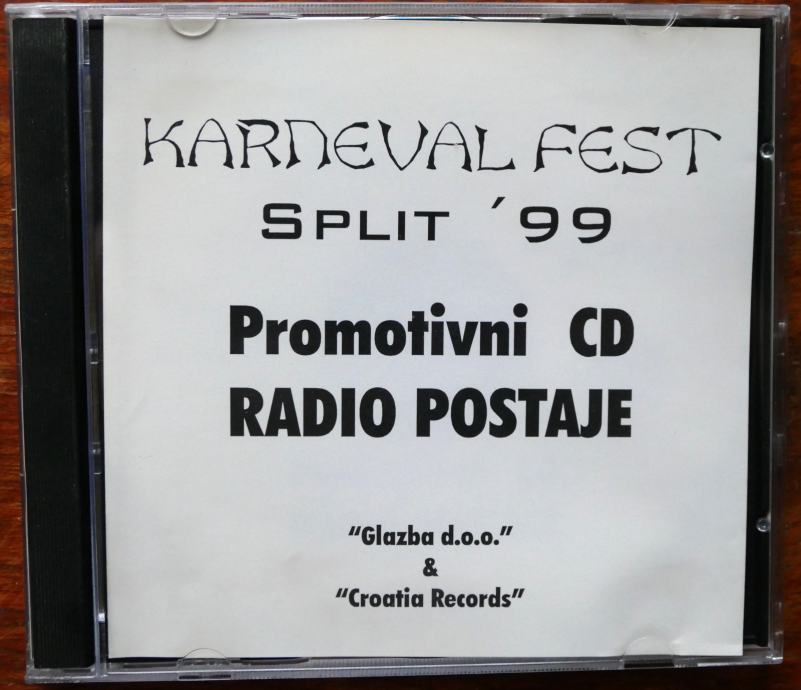 KARNEVAL FEST
SPLIT ´99
Promotivni CD
RADIO POSTAJE
“Glazba d.o.o.”
&
“Croatia Records”